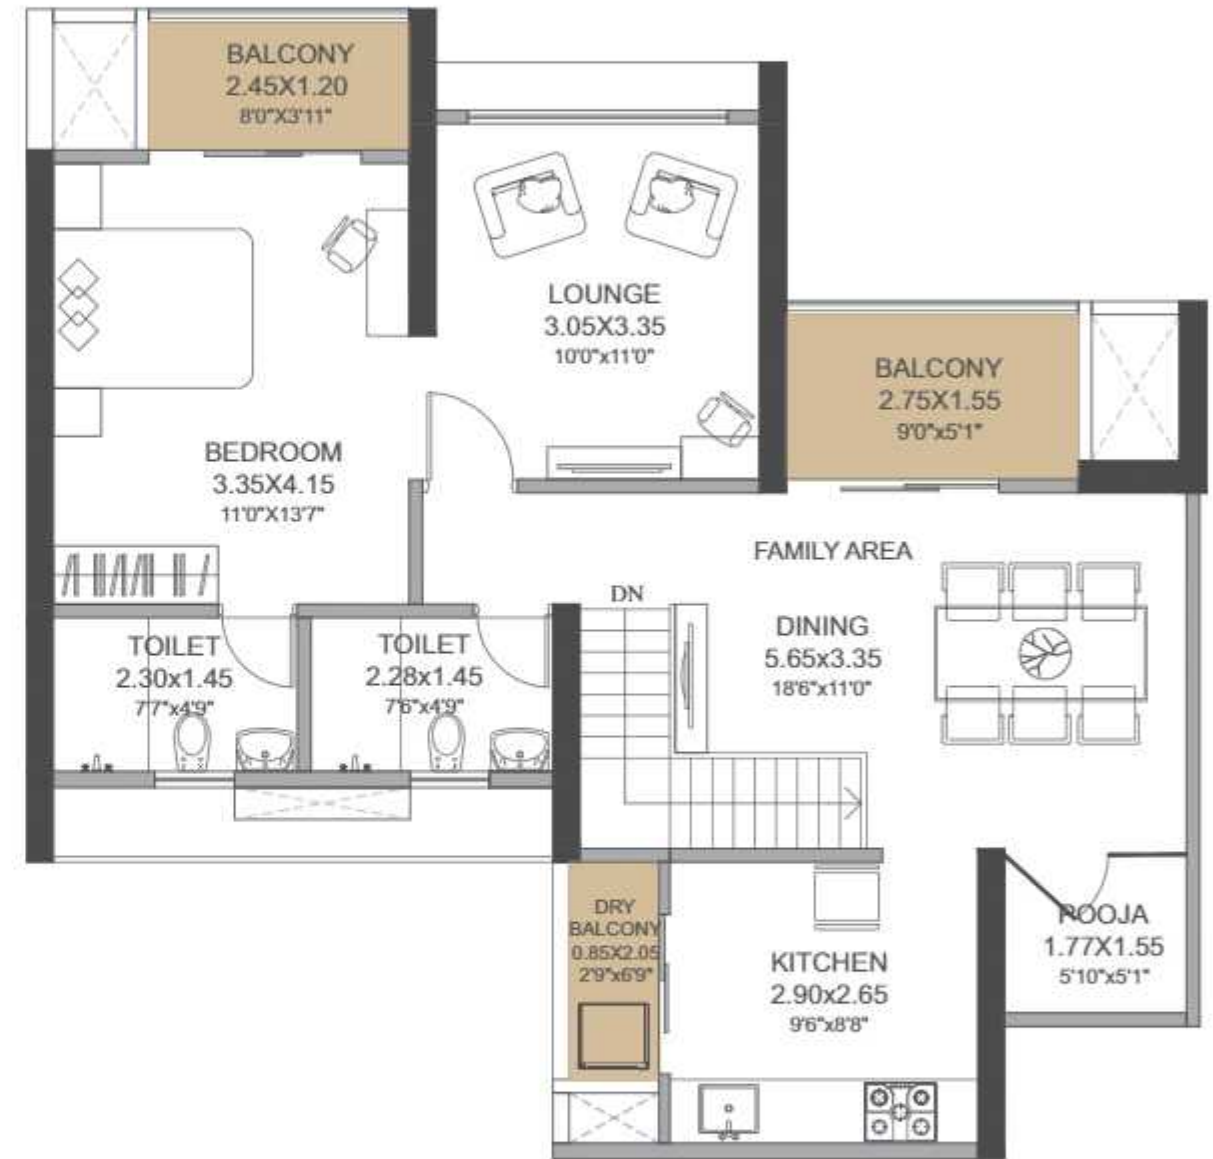 BALCONY
2.45X1.20
8'0"X3'11"
LOUNGE
3.05X3.35
10'0"x11'0"
BALCONY
2.75X1.55
9'0"x5'1"
BEDROOM
3.35X4.15
11'0"X13'7"
FAMILY AREA
DN
DINING
5.65x3.35
18'6"x11'0"
TOILET
2.30x1.45
7'7"x4'9"
TOILET
2.28x1.45
7'6"x4'9"
DRY
BALCONY
0.85X2.05
2'9"x6'9"
KITCHEN
2.90x2.65
9'6"x8'8"
POOJA
1.77X1.55
5'10"x5'1"